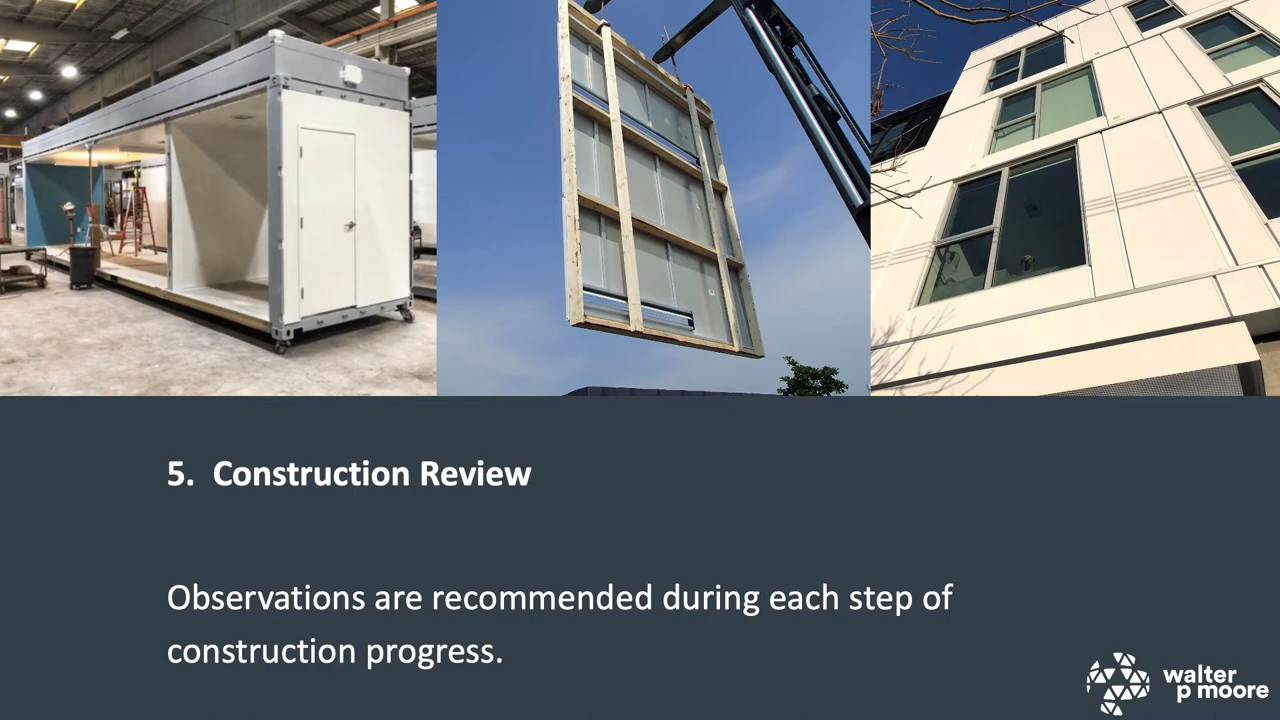 5. Construction Review
Observations are recommended during each step of
construction progress.
walter
p moore